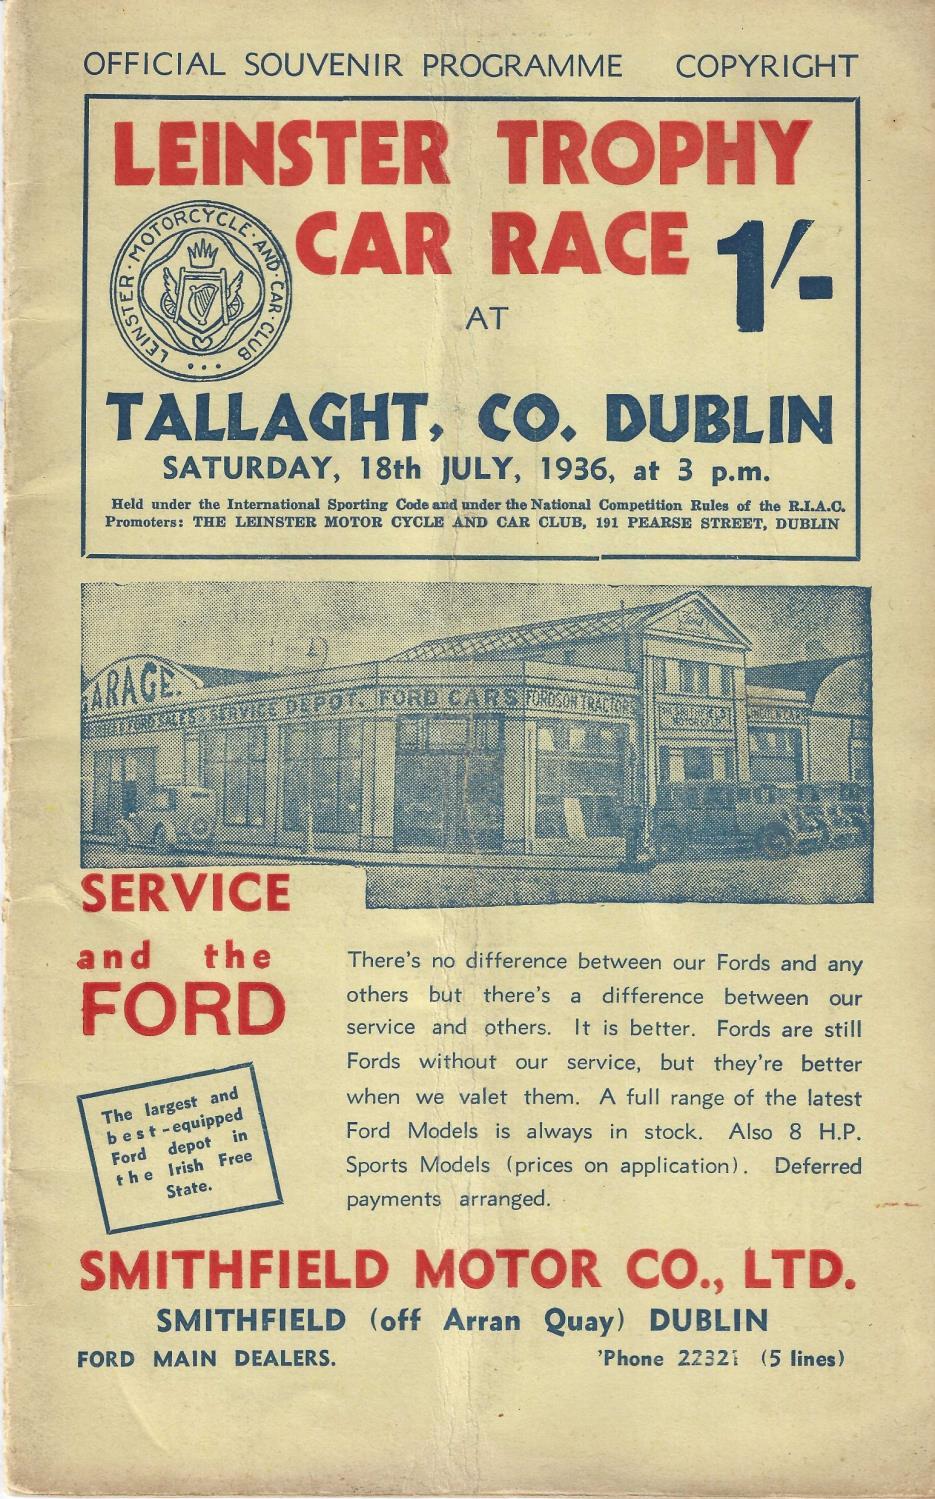 OFFICIAL SOUVENIR PROGRAMME COPYRIGHT
LEINSTER TROPHY
CAR RACE 1/-
LEINSTER · MOTORCYCLE · AND · CAR · CLUB
AT
TALLAGHT, CO. DUBLIN
SATURDAY, 18th JULY, 1936, at 3 p.m.
Held under the International Sporting Code and under the National Competition Rules of the R.I.A.C.
Promoters: THE LEINSTER MOTOR CYCLE AND CAR CLUB, 191 PEARSE STREET, DUBLIN
Ford
GARAGE.
FORD SALES & SERVICE DEPOT. FORD CARS FORDSON TRACTORS
SERVICE
and the
FORD
The largest and
best-equipped
Ford depot in
the Irish Free
State.
There's no difference between our Fords and any
others but there's a difference between our
service and others. It is better. Fords are still
Fords without our service, but they're better
when we valet them. A full range of the latest
Ford Models is always in stock. Also 8 H.P.
Sports Models (prices on application). Deferred
payments arranged.
SMITHFIELD MOTOR CO., LTD.
SMITHFIELD (off Arran Quay) DUBLIN
FORD MAIN DEALERS. 'Phone 22321 (5 lines)